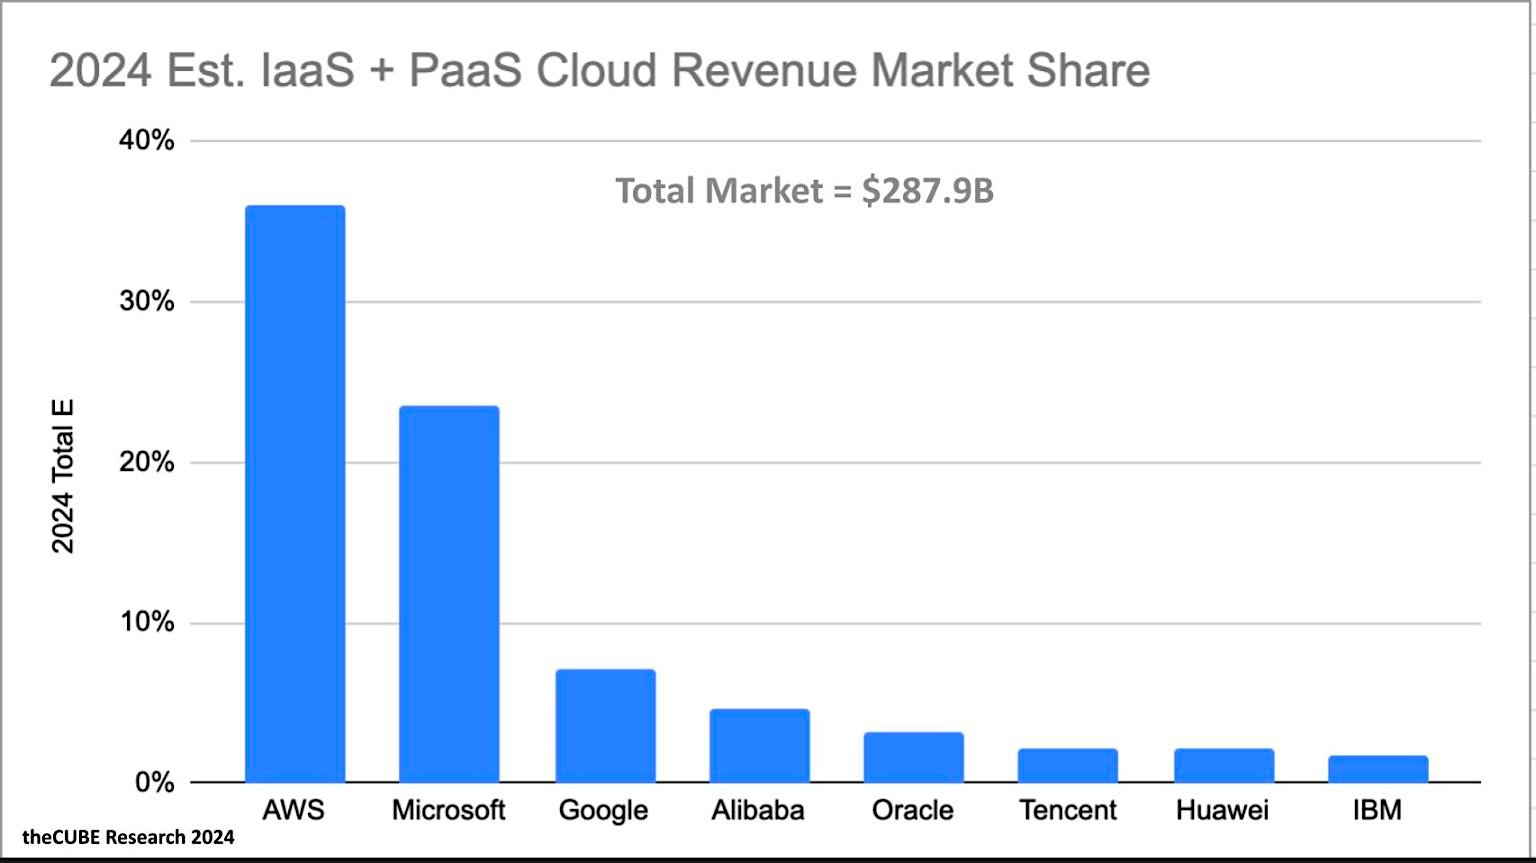 2024 Est. IaaS + PaaS Cloud Revenue Market Share
Total Market = $287.9B
40%
30%
20%
10%
0%
2024 Total E
AWS Microsoft Google Alibaba Oracle Tencent Huawei IBM
theCUBE Research 2024